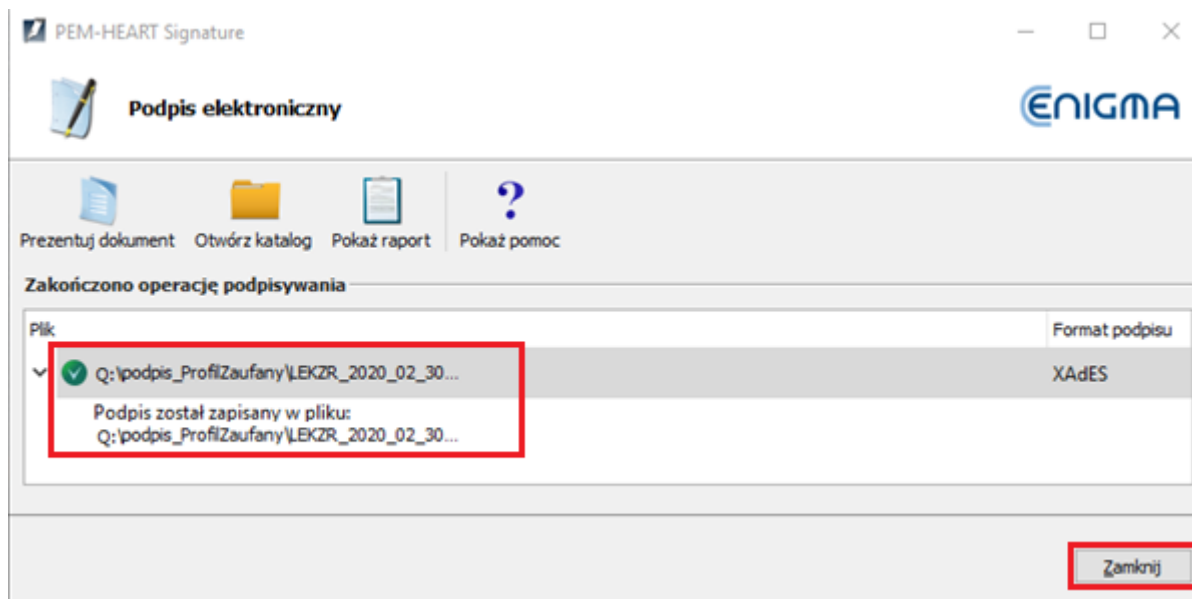 PEM-HEART Signature
Podpis elektroniczny
ENIGMA
Prezentuj dokument Otwórz katalog Pokaż raport Pokaż pomoc
Zakończono operację podpisywania
Plik Format podpisu
Q:\podpis_ProfilZaufany\LEKZR_2020_02_30... XAdES
Podpis został zapisany w pliku:
Q:\podpis_ProfilZaufany\LEKZR_2020_02_30...
Zamknij